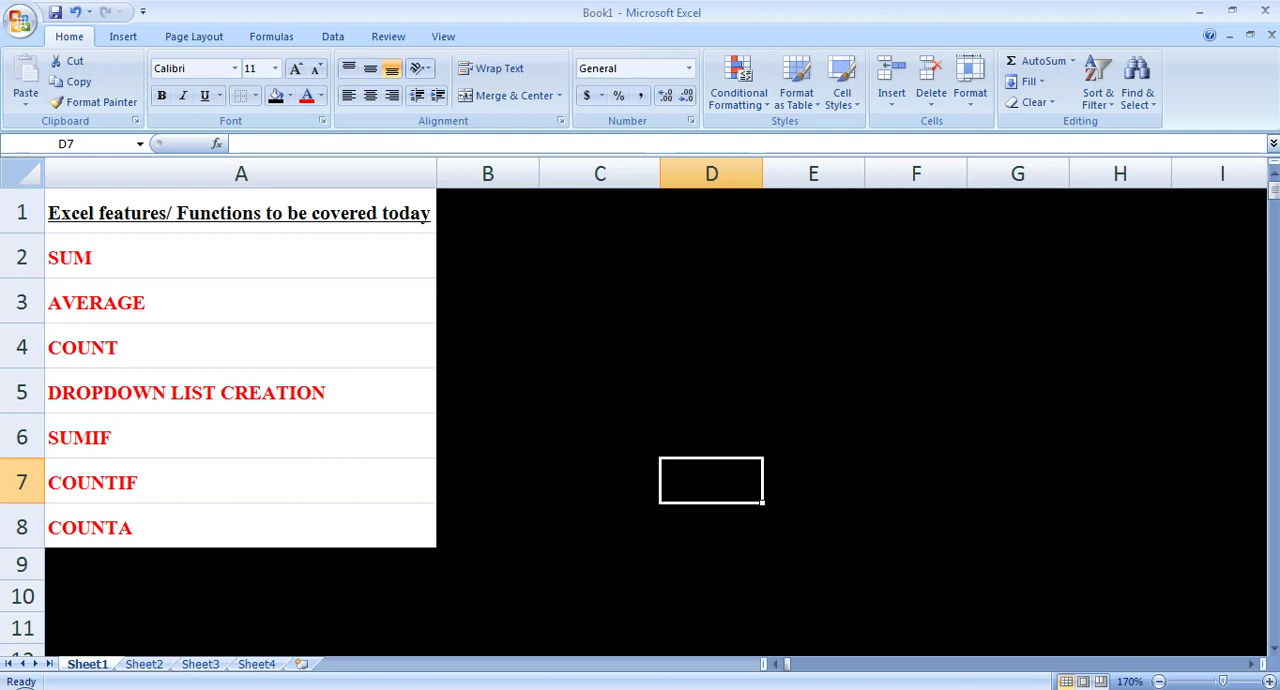 Book1 - Microsoft Excel
Home Insert Page Layout Formulas Data Review View
Paste
Cut
Copy
Format Painter
Clipboard
Calibri 11
B I U
Font
Wrap Text
Merge & Center
Alignment
General
$ % ,
Number
Conditional Formatting
Format as Table
Cell Styles
Styles
Insert Delete Format
Cells
Σ AutoSum
Fill
Clear
Sort & Filter
Find & Select
Editing
D7 fx
A B C D E F G H I
1 Excel features/ Functions to be covered today
2 SUM
3 AVERAGE
4 COUNT
5 DROPDOWN LIST CREATION
6 SUMIF
7 COUNTIF
8 COUNTA
9
10
11
Sheet1 Sheet2 Sheet3 Sheet4
Ready 170%